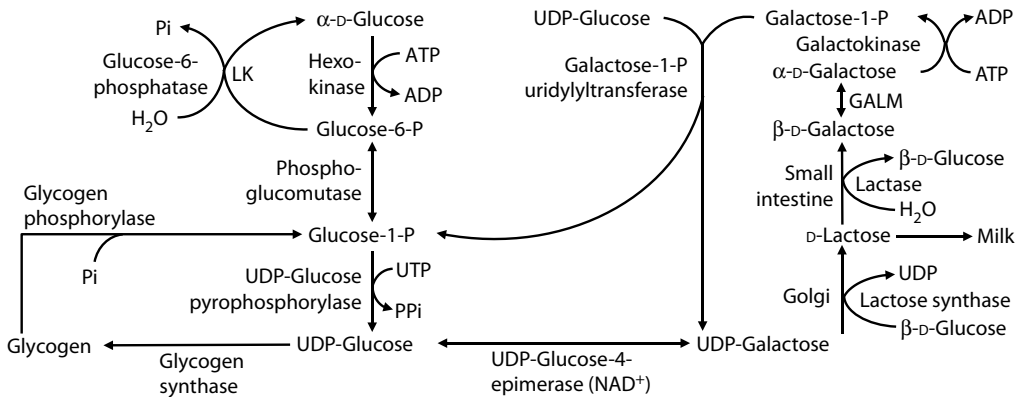 Pi
α-D-Glucose
UDP-Glucose
Galactose-1-P
ADP
Glucose-6-
phosphatase
LK
Hexo-
kinase
ATP
ADP
Galactose-1-P
uridylyltransferase
Galactokinase
α-D-Galactose
ATP
H2O
Glucose-6-P
GALM
β-D-Galactose
Phospho-
glucomutase
Small
intestine
β-D-Glucose
Lactase
H2O
Glycogen
phosphorylase
Pi
Glucose-1-P
D-Lactose
Milk
UDP-Glucose
pyrophosphorylase
UTP
PPi
Golgi
UDP
Lactose synthase
β-D-Glucose
Glycogen
Glycogen
synthase
UDP-Glucose
UDP-Glucose-4-
epimerase (NAD+)
UDP-Galactose